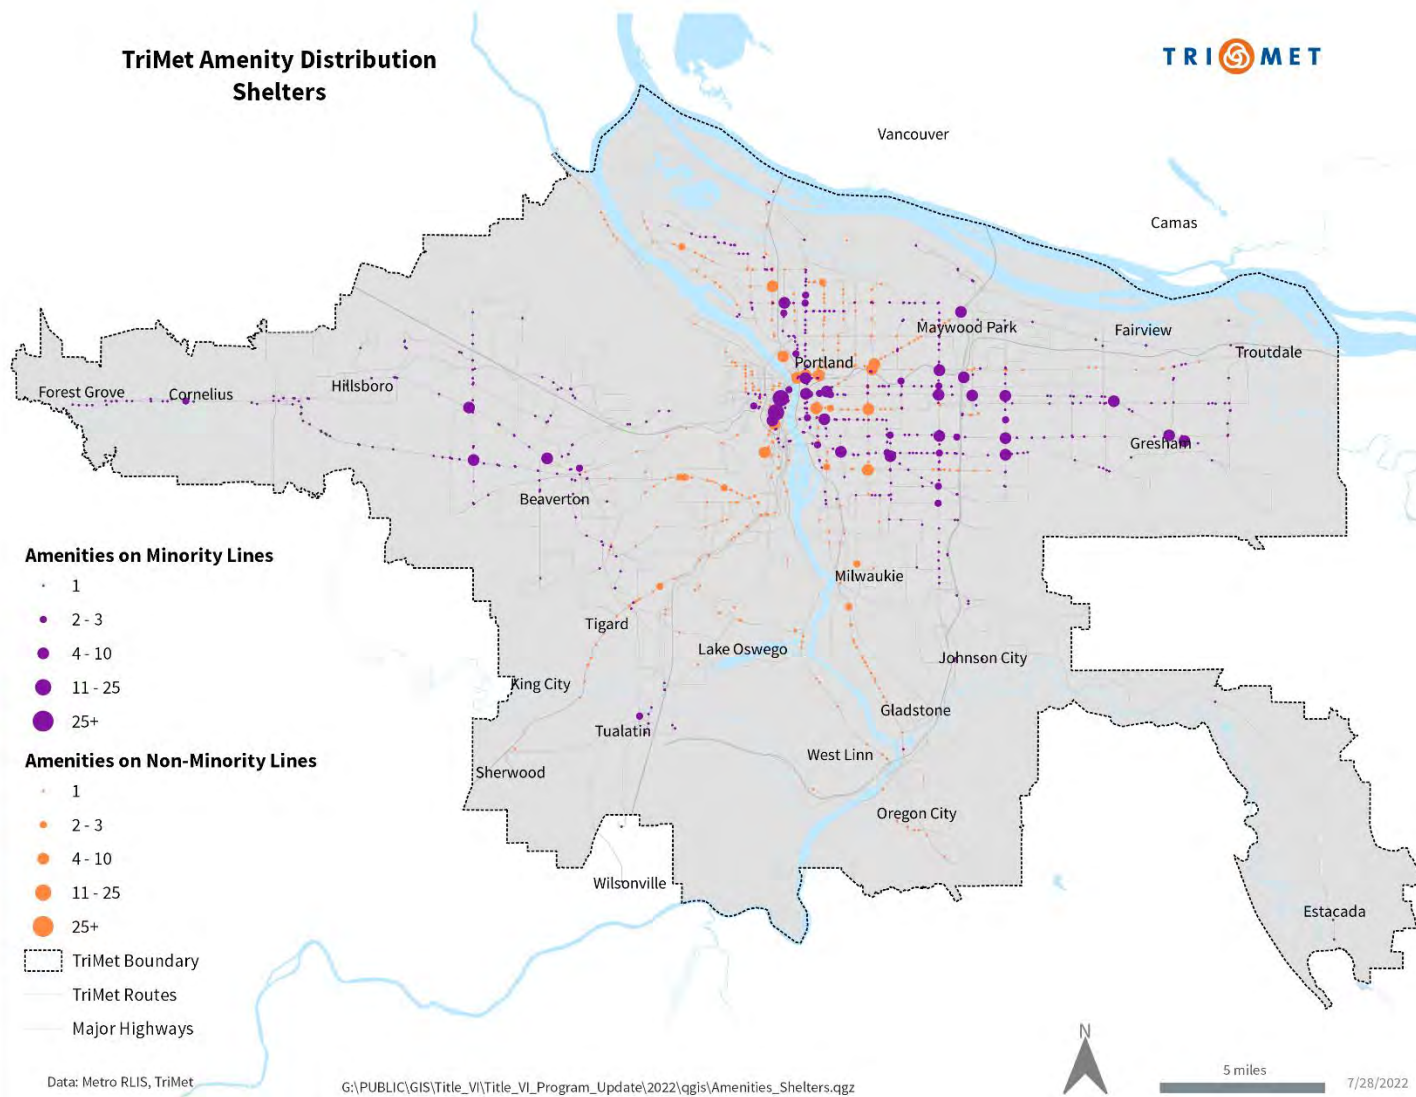 TriMet Amenity Distribution
Shelters
TRI MET
Vancouver
Camas
Maywood Park
Fairview
Troutdale
Portland
Forest Grove
Cornelius
Hillsboro
Gresham
Beaverton
Milwaukie
Tigard
Lake Oswego
Johnson City
King City
Gladstone
Tualatin
West Linn
Sherwood
Oregon City
Wilsonville
Estacada
Amenities on Minority Lines
1
2 - 3
4 - 10
11 - 25
25+
Amenities on Non-Minority Lines
1
2 - 3
4 - 10
11 - 25
25+
TriMet Boundary
TriMet Routes
Major Highways
Data: Metro RLIS, TriMet
G:\PUBLIC\GIS\Title_VI\Title_VI_Program_Update\2022\qgis\Amenities_Shelters.qgz
N
5 miles
7/28/2022